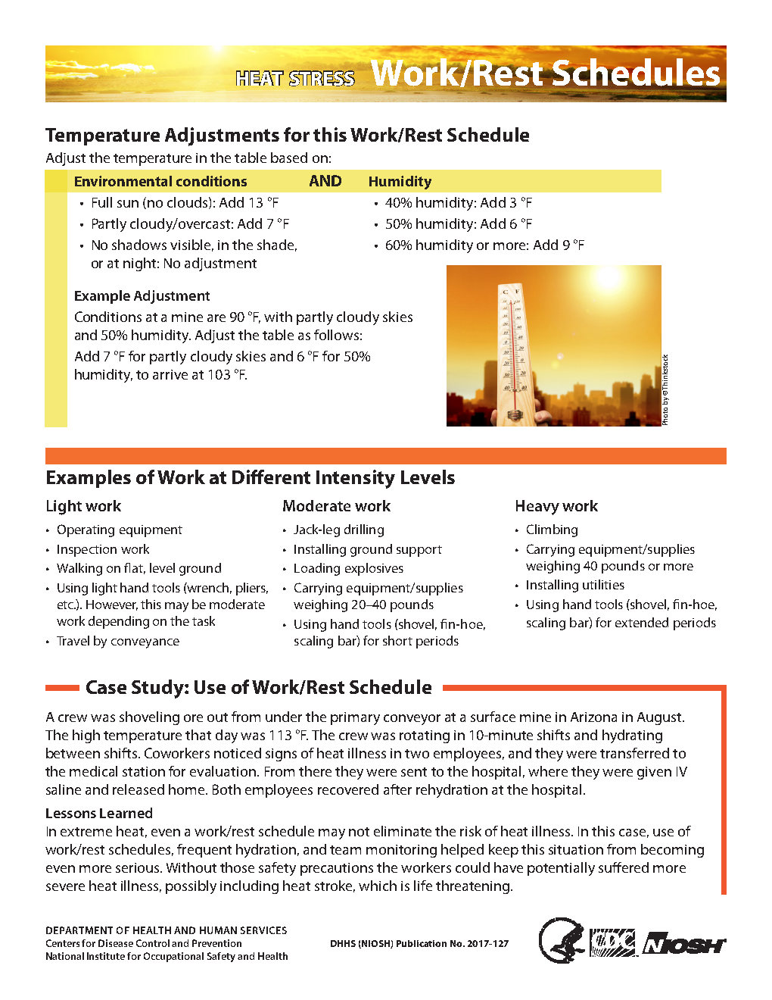 HEAT STRESS Work/Rest Schedules
Temperature Adjustments for this Work/Rest Schedule
Adjust the temperature in the table based on:
Environmental conditions AND Humidity
• Full sun (no clouds): Add 13 °F
• Partly cloudy/overcast: Add 7 °F
• No shadows visible, in the shade,
or at night: No adjustment
• 40% humidity: Add 3 °F
• 50% humidity: Add 6 °F
• 60% humidity or more: Add 9 °F
Example Adjustment
Conditions at a mine are 90 °F, with partly cloudy skies
and 50% humidity. Adjust the table as follows:
Add 7 °F for partly cloudy skies and 6 °F for 50%
humidity, to arrive at 103 °F.
C F
Photo by ©Thinkstock
Examples of Work at Different Intensity Levels
Light work
• Operating equipment
• Inspection work
• Walking on flat, level ground
• Using light hand tools (wrench, pliers,
etc.). However, this may be moderate
work depending on the task
• Travel by conveyance
Moderate work
• Jack-leg drilling
• Installing ground support
• Loading explosives
• Carrying equipment/supplies
weighing 20–40 pounds
• Using hand tools (shovel, fin-hoe,
scaling bar) for short periods
Heavy work
• Climbing
• Carrying equipment/supplies
weighing 40 pounds or more
• Installing utilities
• Using hand tools (shovel, fin-hoe,
scaling bar) for extended periods
Case Study: Use of Work/Rest Schedule
A crew was shoveling ore out from under the primary conveyor at a surface mine in Arizona in August.
The high temperature that day was 113 °F. The crew was rotating in 10-minute shifts and hydrating
between shifts. Coworkers noticed signs of heat illness in two employees, and they were transferred to
the medical station for evaluation. From there they were sent to the hospital, where they were given IV
saline and released home. Both employees recovered after rehydration at the hospital.
Lessons Learned
In extreme heat, even a work/rest schedule may not eliminate the risk of heat illness. In this case, use of
work/rest schedules, frequent hydration, and team monitoring helped keep this situation from becoming
even more serious. Without those safety precautions the workers could have potentially suffered more
severe heat illness, possibly including heat stroke, which is life threatening.
DEPARTMENT OF HEALTH AND HUMAN SERVICES
Centers for Disease Control and Prevention
National Institute for Occupational Safety and Health
DHHS (NIOSH) Publication No. 2017-127
CDC
NIOSH